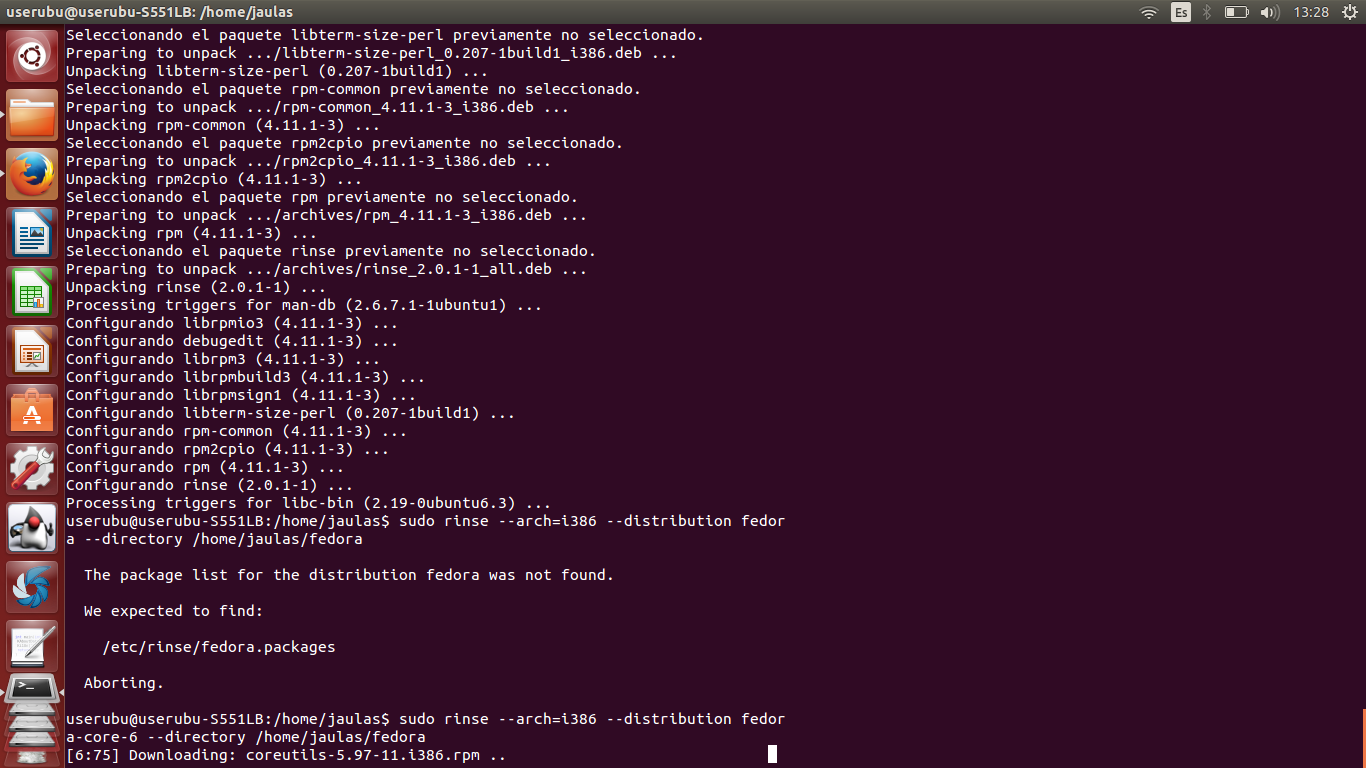 userubu@userubu-S551LB: /home/jaulas
Es
13:28
Seleccionando el paquete libterm-size-perl previamente no seleccionado.
Preparing to unpack .../libterm-size-perl_0.207-1build1_i386.deb ...
Unpacking libterm-size-perl (0.207-1build1) ...
Seleccionando el paquete rpm-common previamente no seleccionado.
Preparing to unpack .../rpm-common_4.11.1-3_i386.deb ...
Unpacking rpm-common (4.11.1-3) ...
Seleccionando el paquete rpm2cpio previamente no seleccionado.
Preparing to unpack .../rpm2cpio_4.11.1-3_i386.deb ...
Unpacking rpm2cpio (4.11.1-3) ...
Seleccionando el paquete rpm previamente no seleccionado.
Preparing to unpack .../archives/rpm_4.11.1-3_i386.deb ...
Unpacking rpm (4.11.1-3) ...
Seleccionando el paquete rinse previamente no seleccionado.
Preparing to unpack .../archives/rinse_2.0.1-1_all.deb ...
Unpacking rinse (2.0.1-1) ...
Processing triggers for man-db (2.6.7.1-1ubuntu1) ...
Configurando librpmio3 (4.11.1-3) ...
Configurando debugedit (4.11.1-3) ...
Configurando librpm3 (4.11.1-3) ...
Configurando librpmbuild3 (4.11.1-3) ...
Configurando librpmsign1 (4.11.1-3) ...
Configurando libterm-size-perl (0.207-1build1) ...
Configurando rpm-common (4.11.1-3) ...
Configurando rpm2cpio (4.11.1-3) ...
Configurando rpm (4.11.1-3) ...
Configurando rinse (2.0.1-1) ...
Processing triggers for libc-bin (2.19-0ubuntu6.3) ...
userubu@userubu-S551LB:/home/jaulas$ sudo rinse --arch=i386 --distribution fedor
a --directory /home/jaulas/fedora
The package list for the distribution fedora was not found.
We expected to find:
/etc/rinse/fedora.packages
Aborting.
userubu@userubu-S551LB:/home/jaulas$ sudo rinse --arch=i386 --distribution fedor
a-core-6 --directory /home/jaulas/fedora
[6:75] Downloading: coreutils-5.97-11.i386.rpm ..